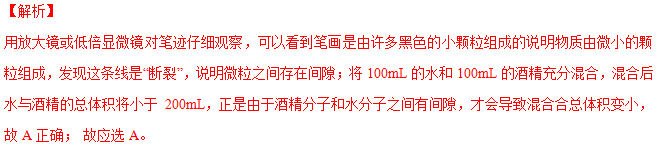 【解析】
用放大镜或低倍显微镜对笔迹仔细观察，可以看到笔画是由许多黑色的小颗粒组成的说明物质由微小的颗
粒组成，发现这条线是“断裂”，说明微粒之间存在间隙；将 100mL 的水和 100mL 的酒精充分混合，混合后
水与酒精的总体积将小于 200mL，正是由于酒精分子和水分子之间有间隙，才会导致混合合总体积变小，
故 A 正确； 故应选 A。